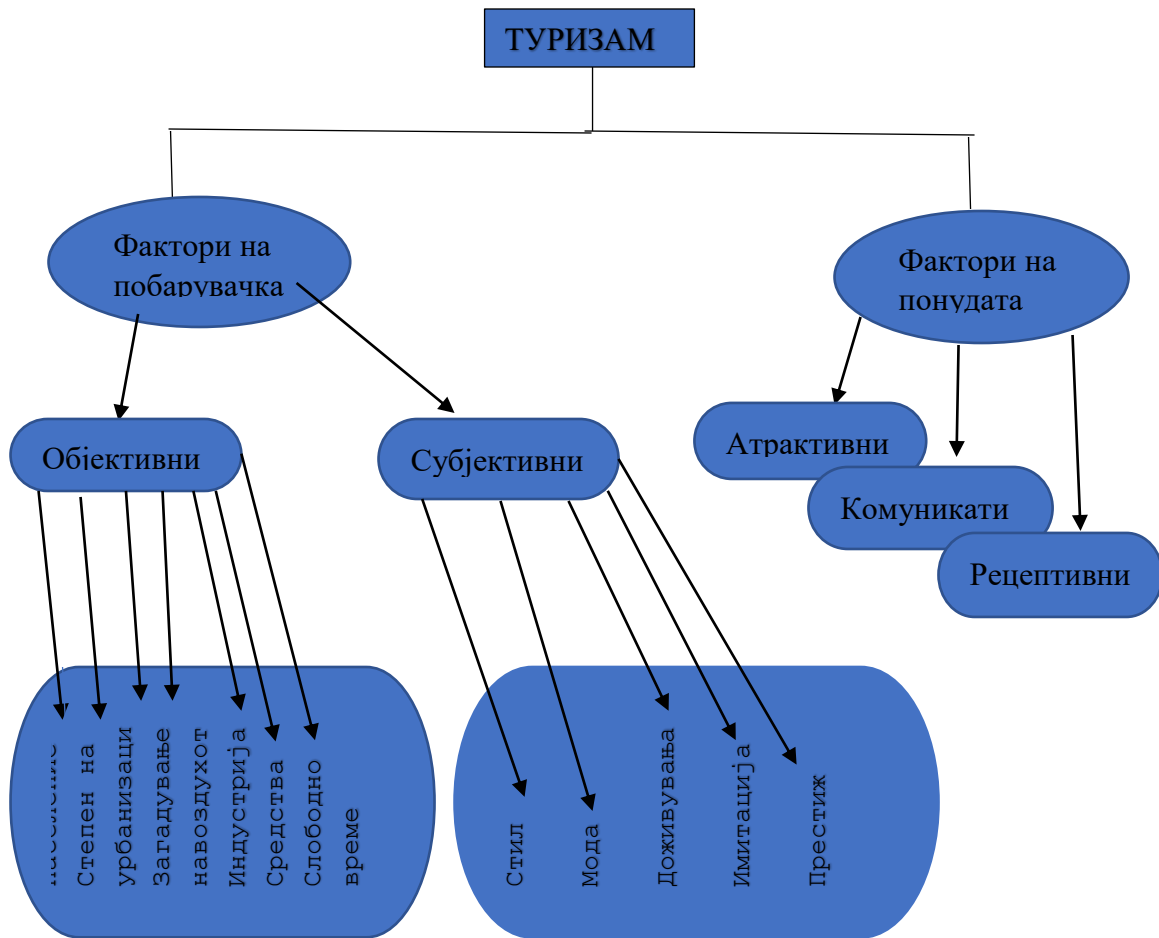 ТУРИЗАМ
Фактори на
побарувачка
Фактори на
понудата
Објективни
Субјективни
Атрактивни
Комуникати
Рецептивни
Степен на
урбанизаци
Загадување
навоздухот
Индустрија
Средства
Слободно
време
Стил
Мода
Доживувања
Имитација
Престиж